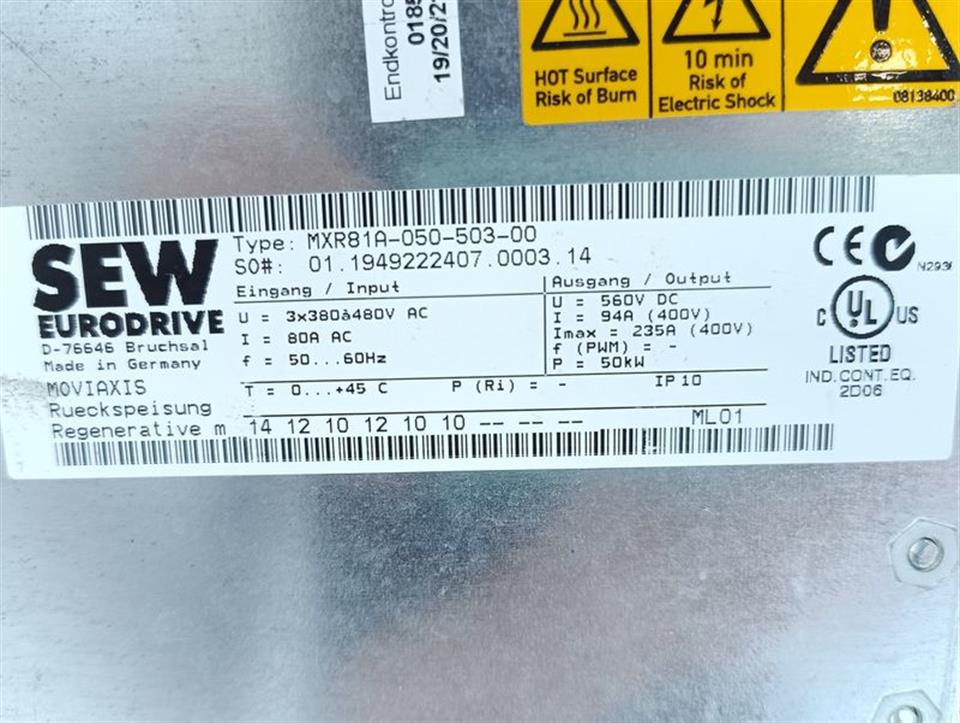 Endkontro
0185
19/20/2
HOT Surface
Risk of Burn
10 min
Risk of
Electric Shock
08138400
SEW
EURODRIVE
D-76646 Bruchsal
Made in Germany
MOVIAXIS
Rueckspeisung
Regenerative m
Type: MXR81A-050-503-00
SO#: 01.1949222407.0003.14
Eingang / Input
U = 3x380à480V AC
I = 80A AC
f = 50...60Hz
Ausgang / Output
U = 560V DC
I = 94A (400V)
Imax = 235A (400V)
f (PWM) = -
P = 50kW
T = 0...+45 C P (Ri) = - IP10
14 12 10 12 10 10 -- -- -- ML01
CE
N2936
C UL US
LISTED
IND.CONT.EQ.
2D06